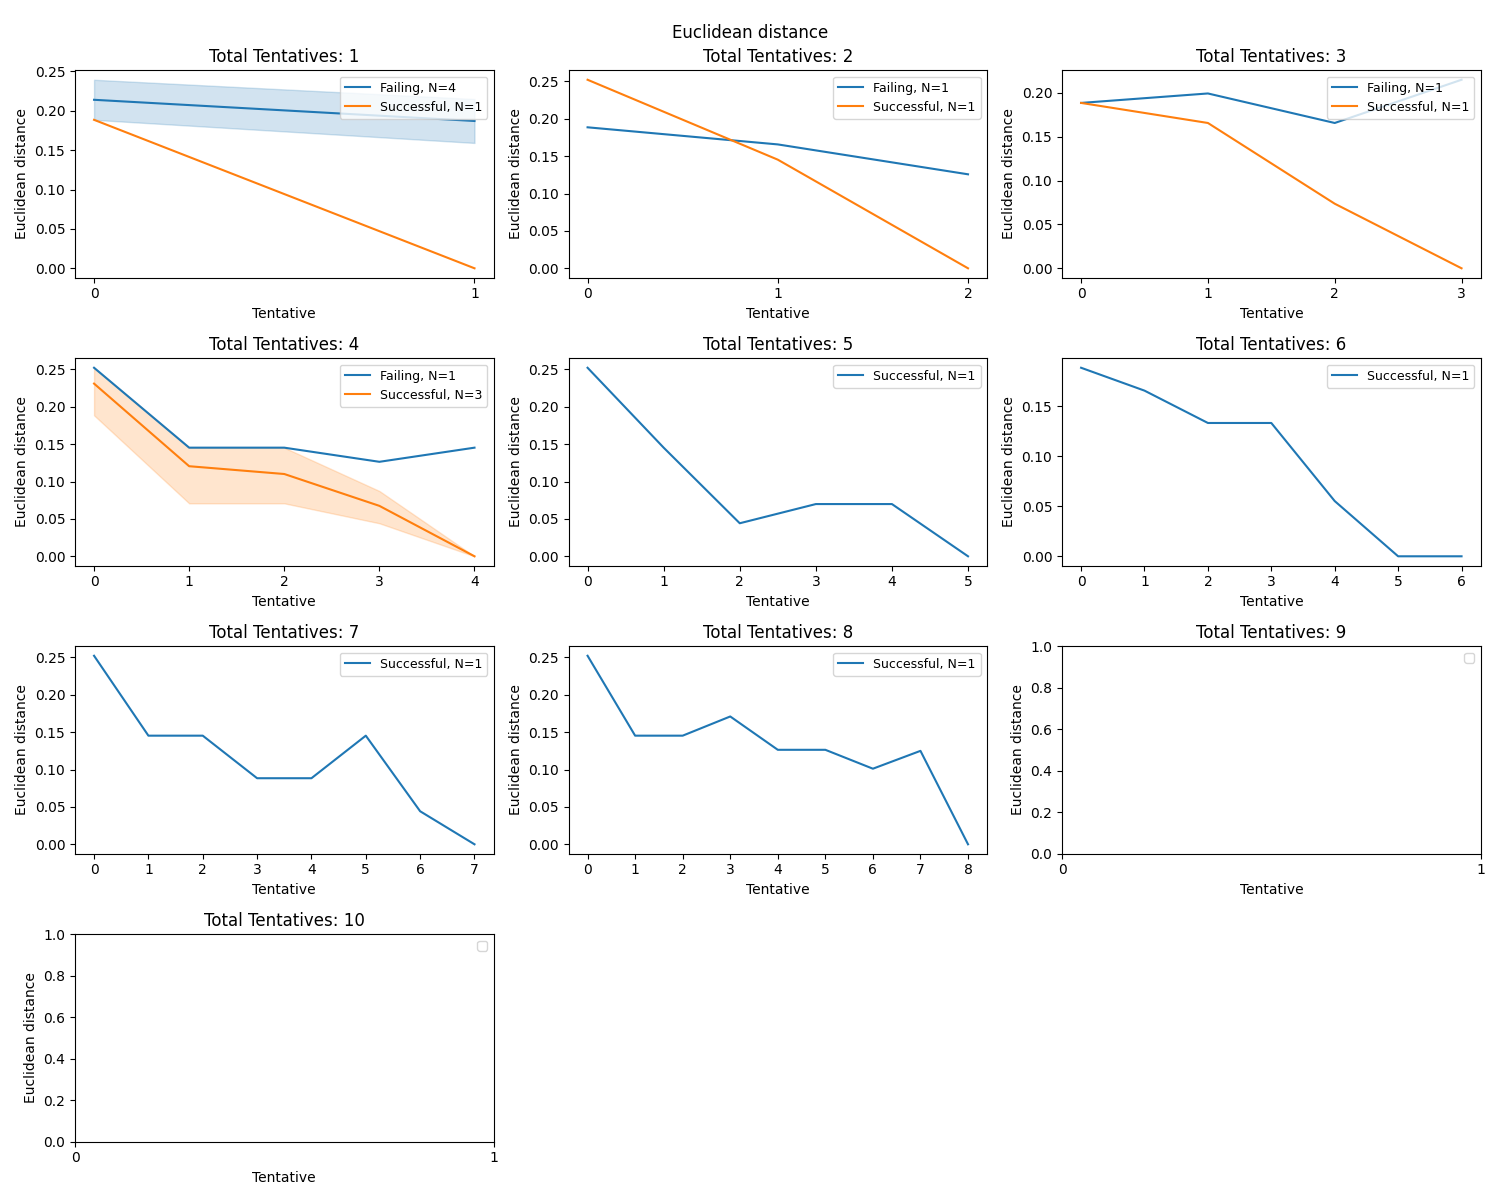 Euclidean distance
Total Tentatives: 1
Euclidean distance
0.25
0.20
0.15
0.10
0.05
0.00
Failing, N=4
Successful, N=1
0 1
Tentative
Total Tentatives: 2
Euclidean distance
0.25
0.20
0.15
0.10
0.05
0.00
Failing, N=1
Successful, N=1
0 1 2
Tentative
Total Tentatives: 3
Euclidean distance
0.20
0.15
0.10
0.05
0.00
Failing, N=1
Successful, N=1
0 1 2 3
Tentative
Total Tentatives: 4
Euclidean distance
0.25
0.20
0.15
0.10
0.05
0.00
Failing, N=1
Successful, N=3
0 1 2 3 4
Tentative
Total Tentatives: 5
Euclidean distance
0.25
0.20
0.15
0.10
0.05
0.00
Successful, N=1
0 1 2 3 4 5
Tentative
Total Tentatives: 6
Euclidean distance
0.15
0.10
0.05
0.00
Successful, N=1
0 1 2 3 4 5 6
Tentative
Total Tentatives: 7
Euclidean distance
0.25
0.20
0.15
0.10
0.05
0.00
Successful, N=1
0 1 2 3 4 5 6 7
Tentative
Total Tentatives: 8
Euclidean distance
0.25
0.20
0.15
0.10
0.05
0.00
Successful, N=1
0 1 2 3 4 5 6 7 8
Tentative
Total Tentatives: 9
Euclidean distance
1.0
0.8
0.6
0.4
0.2
0.0
0 1
Tentative
Total Tentatives: 10
Euclidean distance
1.0
0.8
0.6
0.4
0.2
0.0
0 1
Tentative